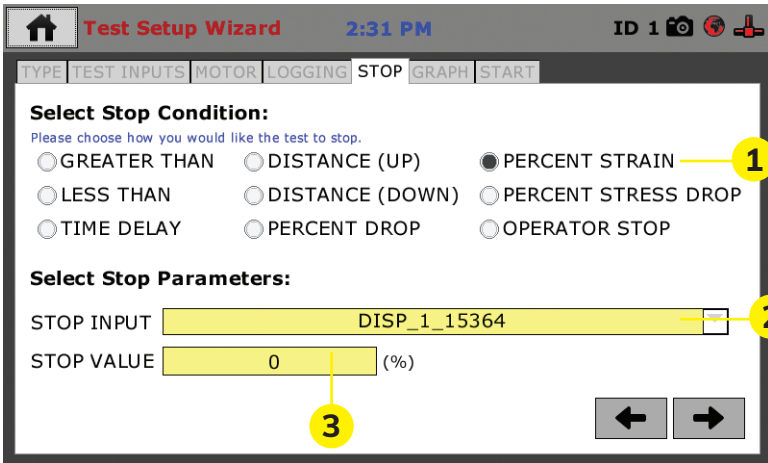 Test Setup Wizard 2:31 PM ID 1
TYPE TEST INPUTS MOTOR LOGGING STOP GRAPH START
Select Stop Condition:
Please choose how you would like the test to stop.
GREATER THAN DISTANCE (UP) PERCENT STRAIN 1
LESS THAN DISTANCE (DOWN) PERCENT STRESS DROP
TIME DELAY PERCENT DROP OPERATOR STOP
Select Stop Parameters:
STOP INPUT DISP_1_15364 2
STOP VALUE 0 (%)
3